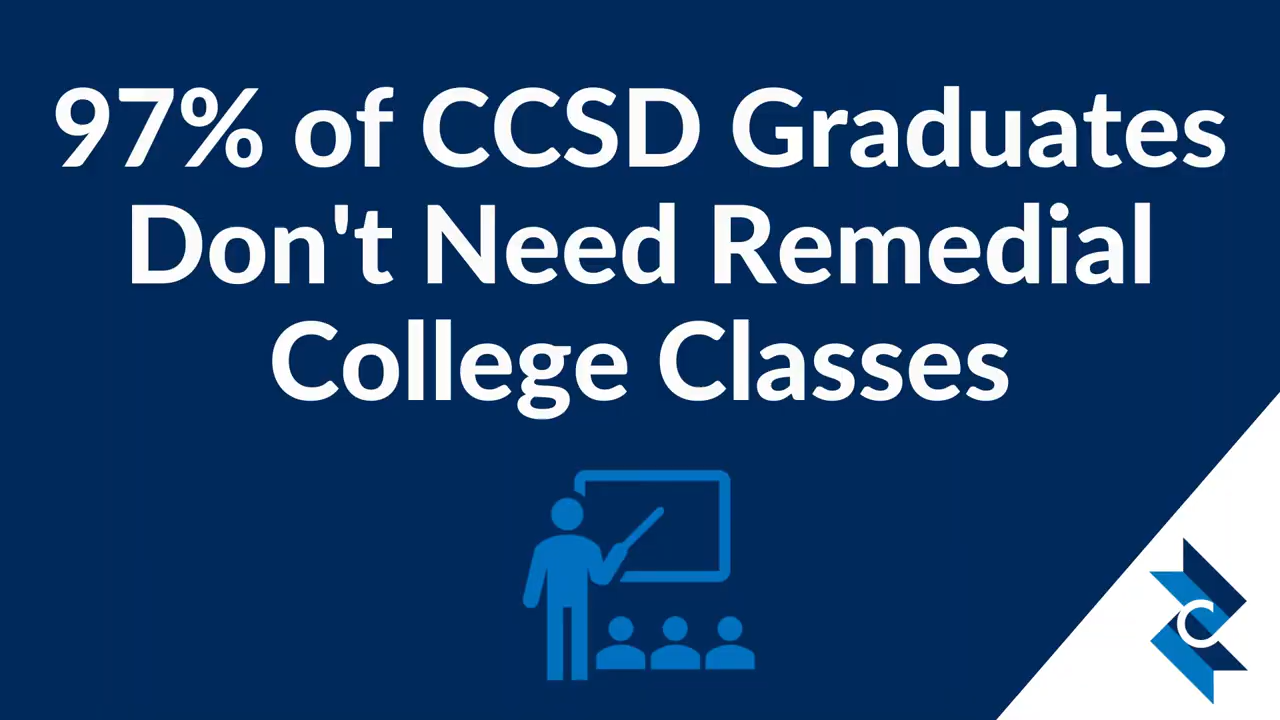 97% of CCSD Graduates
Don't Need Remedial
College Classes
C